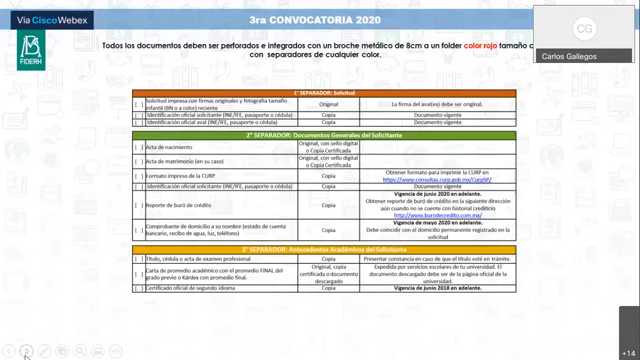 Via CiscoWebex
3ra CONVOCATORIA 2020
FIDERH
CG
Carlos Gallegos
Todos los documentos deben ser perforados e integrados con un broche metálico de 8cm a un folder color rojo tamaño
con separadores de cualquier color.
1° SEPARADOR: Solicitud
[ ] Solicitud impresa con firmas originales y fotografía tamaño infantil (BN o a color) reciente Original La firma del aval(es) debe ser original.
[ ] Identificación oficial solicitante (INE/IFE, pasaporte o cédula) Copia Documento vigente
[ ] Identificación oficial aval (INE/IFE, pasaporte o cédula) Copia Documento vigente
2° SEPARADOR: Documentos Generales del Solicitante
[ ] Acta de nacimiento Original, con sello digital o Copia Certificada
[ ] Acta de matrimonio (en su caso) Original, con sello digital o Copia Certificada
[ ] Formato impreso de la CURP Copia Obtener formato para imprimir la CURP en https://www.consultas.curp.gob.mx/CurpSP/
[ ] Identificación oficial solicitante (INE/IFE, pasaporte o cédula) Copia Documento vigente
[ ] Reporte de buró de crédito Copia Vigencia de junio 2020 en adelante. Obtener reporte de buró de crédito en la siguiente dirección aún cuando no se cuente con historial crediticio http://www.burodecredito.com.mx/
[ ] Comprobante de domicilio a su nombre (estado de cuenta bancario, recibo de agua, luz, teléfono) Copia Vigencia de mayo 2020 en adelante. Debe coincidir con el domicilio permanente registrado en la solicitud
3° SEPARADOR: Antecedentes Académicos del Solicitante
[ ] Título, cédula o acta de examen profesional Copia Presentar constancia en caso de que el título esté en trámite.
[ ] Carta de promedio académico con el promedio FINAL del grado previo o Kárdex con promedio final. Original, copia certificada o documento descargado Expedida por servicios escolares de tu universidad. El documento descargado debe ser de la página oficial de la universidad.
[ ] Certificado oficial de segundo idioma Copia Vigencia de junio 2018 en adelante.
+14